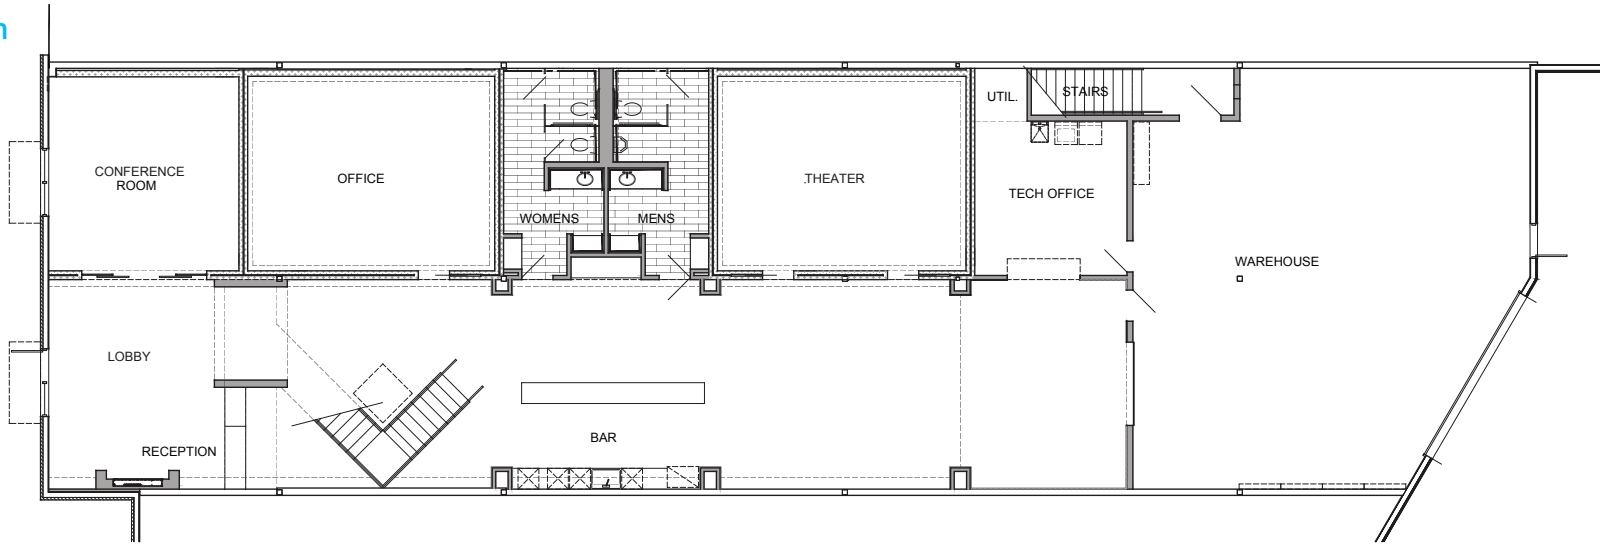 n
UTIL.
STAIRS
CONFERENCE
ROOM
OFFICE
.THEATER
TECH OFFICE
WOMENS
MENS
WAREHOUSE
LOBBY
BAR
RECEPTION